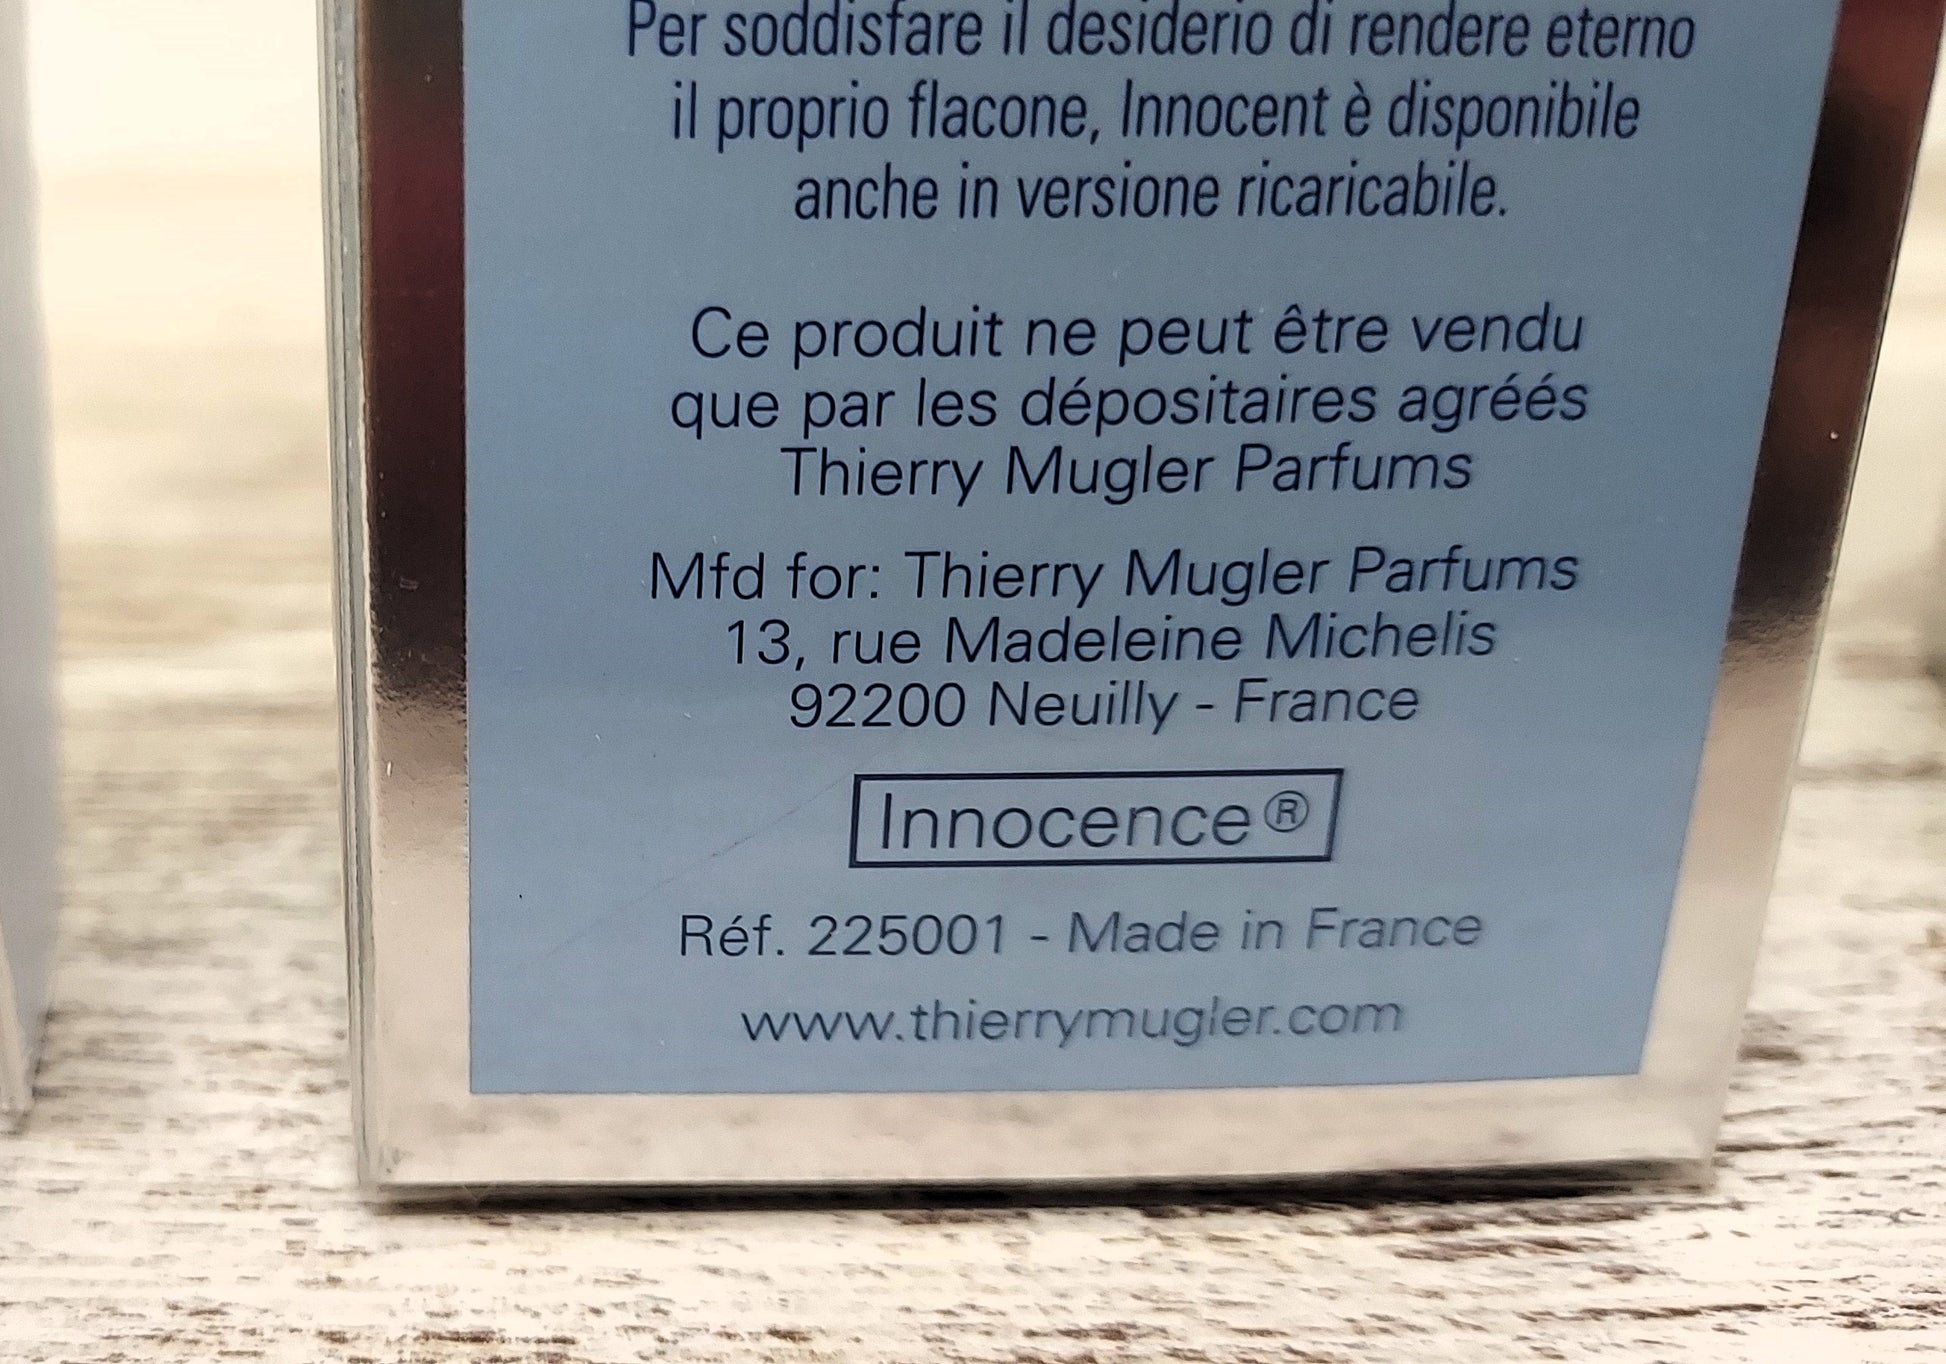 Per soddisfare il desiderio di rendere eterno
il proprio flacone, Innocent è disponibile
anche in versione ricaricabile.
Ce produit ne peut être vendu
que par les dépositaires agréés
Thierry Mugler Parfums
Mfd for: Thierry Mugler Parfums
13, rue Madeleine Michelis
92200 Neuilly - France
Innocence®
Réf. 225001 - Made in France
www.thierrymugler.com